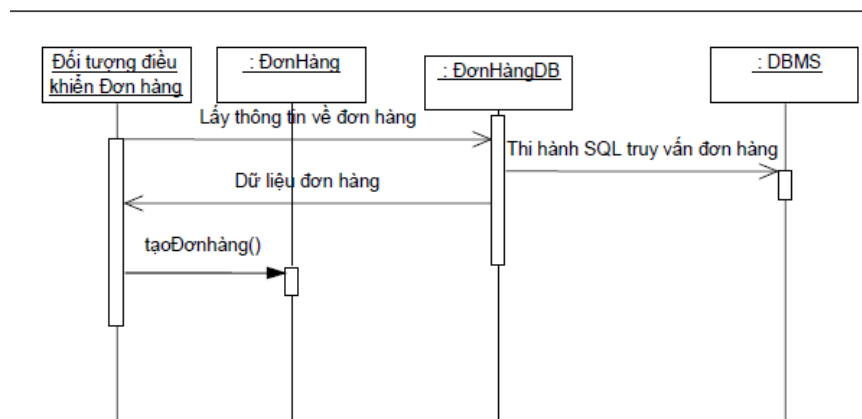 Đối tượng điều
khiển Đơn hàng
: ĐơnHàng
: ĐơnHàngDB
: DBMS
Lấy thông tin về đơn hàng
Thi hành SQL truy vấn đơn hàng
Dữ liệu đơn hàng
tạoĐơnhàng()